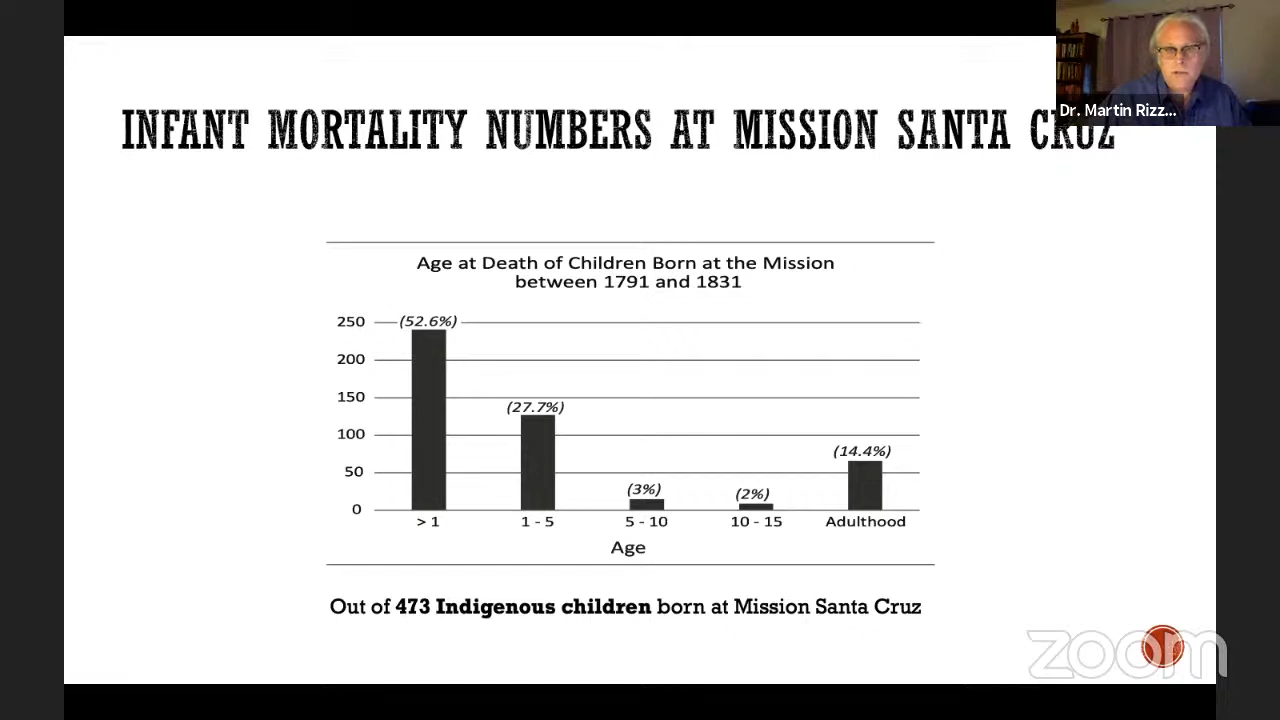 INFANT MORTALITY NUMBERS AT MISSION SANTA CRUZ
Dr. Martin Rizz...
Age at Death of Children Born at the Mission
between 1791 and 1831
250
(52.6%)
200
150
(27.7%)
100
(14.4%)
50
(3%)
(2%)
0
> 1
1 - 5
5 - 10
10 - 15
Adulthood
Age
Out of 473 Indigenous children born at Mission Santa Cruz
zoom